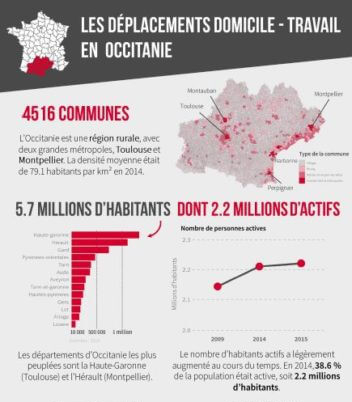 LES DÉPLACEMENTS DOMICILE - TRAVAIL
EN OCCITANIE
4516 COMMUNES
L'Occitanie est une région rurale, avec
deux grandes métropoles, Toulouse et
Montpellier. La densité moyenne était
de 79.1 habitants par km² en 2014.
Montauban
Toulouse
Montpellier
Narbonne
Perpignan
Type de la commune
5.7 MILLIONS D'HABITANTS DONT 2.2 MILLIONS D'ACTIFS
Haute-garonne
Hérault
Gard
Pyrénées-orientales
Tarn
Aude
Aveyron
Tarn-et-garonne
Hautes-pyrénées
Gers
Lot
Ariège
Lozère
10 000 500 000 1 million
Les départements d'Occitanie les plus
peuplées sont la Haute-Garonne
(Toulouse) et l'Hérault (Montpellier).
Nombre de personnes actives
Millions d'habitants
2.3
2.2
2.1
2009 2014 2015
Le nombre d'habitants actifs a légèrement
augmenté au cours du temps. En 2014, 38.6 %
de la population était active, soit 2.2 millions
d'habitants.